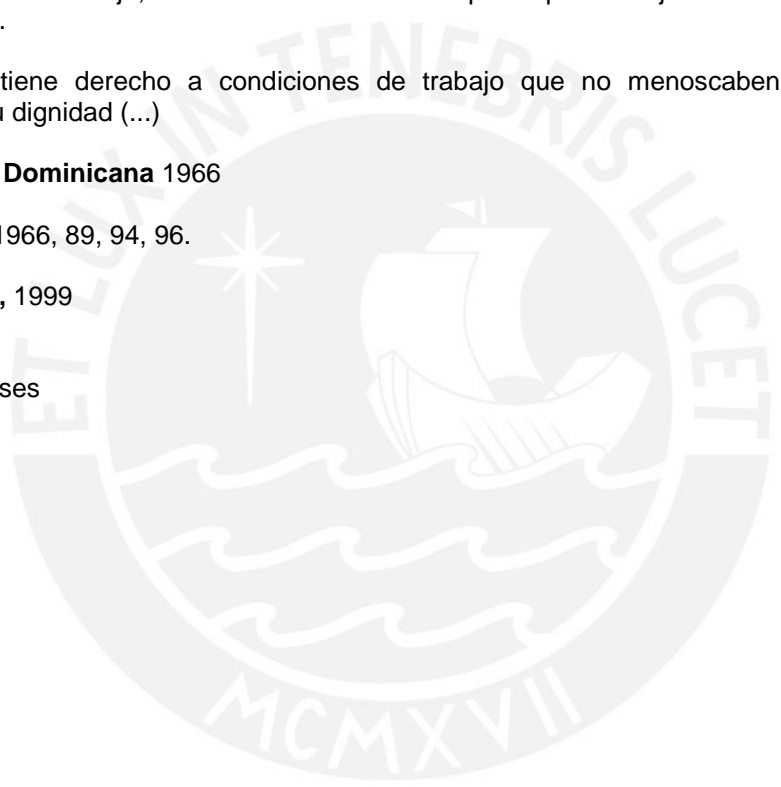 .
tiene derecho a condiciones de trabajo que no menoscaben
dignidad (...)
Dominicana 1966
1966, 89, 94, 96.
, 1999
ses
ET LUX IN TENEBRIS LUCET
MCMXVII